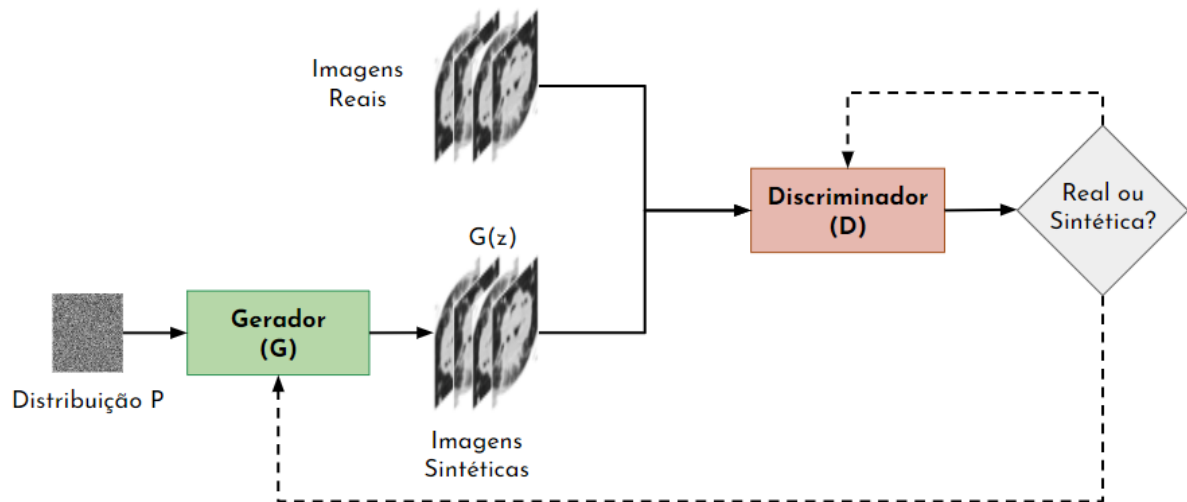 Imagens
Reais
Discriminador
(D)
Real ou
Sintética?
G(z)
Gerador
(G)
Distribuição P
Imagens
Sintéticas